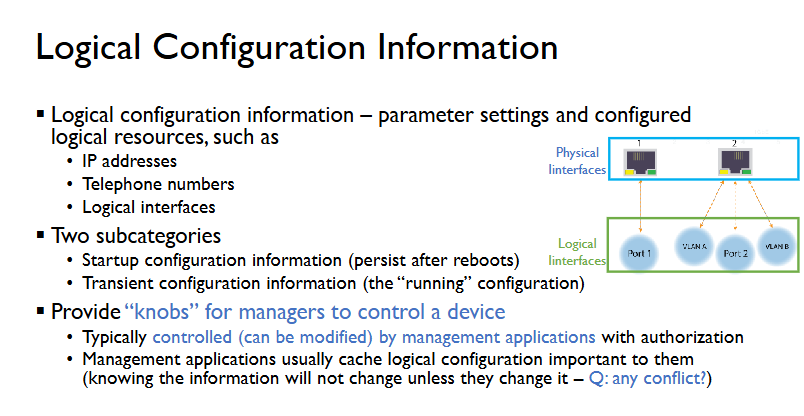 Logical Configuration Information
▪ Logical configuration information – parameter settings and configured
logical resources, such as
• IP addresses
• Telephone numbers
• Logical interfaces
▪ Two subcategories
• Startup configuration information (persist after reboots)
• Transient configuration information (the “running” configuration)
▪ Provide “knobs” for managers to control a device
• Typically controlled (can be modified) by management applications with authorization
• Management applications usually cache logical configuration important to them
(knowing the information will not change unless they change it – Q: any conflict?)
Physical
Iinterfaces
1
2
Logical
Iinterfaces
Port 1
VLAN A
Port 2
VLAN B